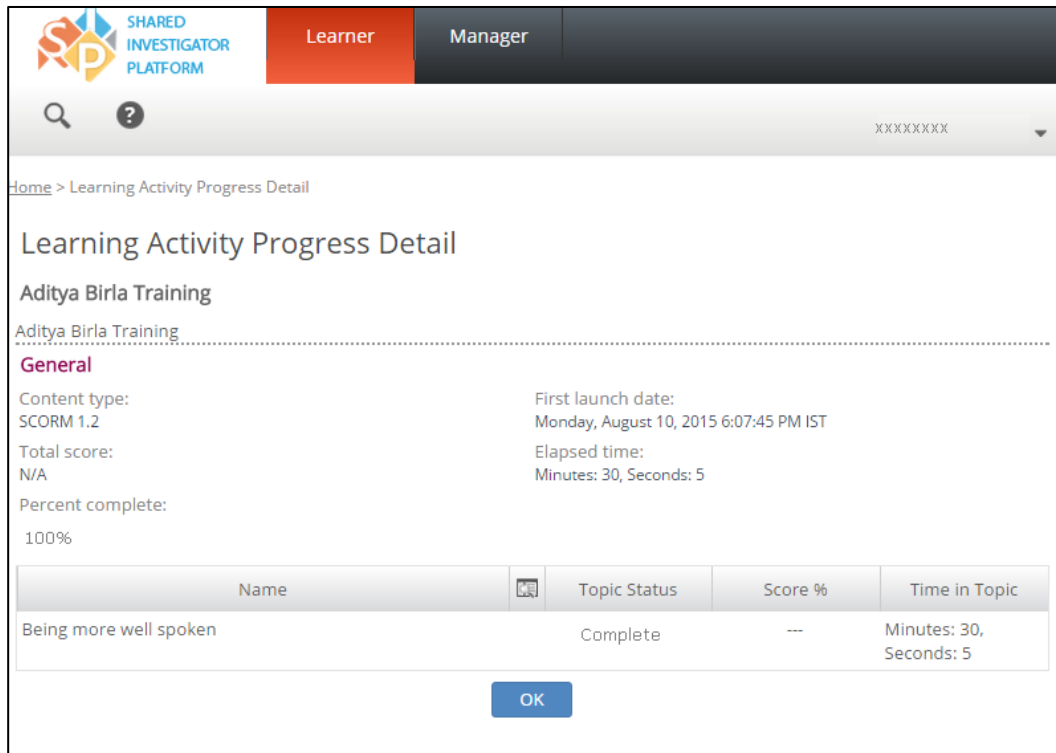 SHARED
INVESTIGATOR
PLATFORM
Learner
Manager
?
xxxxxxxx
Home > Learning Activity Progress Detail
Learning Activity Progress Detail
Aditya Birla Training
Aditya Birla Training
General
Content type:
SCORM 1.2
First launch date:
Monday, August 10, 2015 6:07:45 PM IST
Total score:
N/A
Elapsed time:
Minutes: 30, Seconds: 5
Percent complete:
100%
Name Topic Status Score % Time in Topic
Being more well spoken Complete --- Minutes: 30,
Seconds: 5
OK